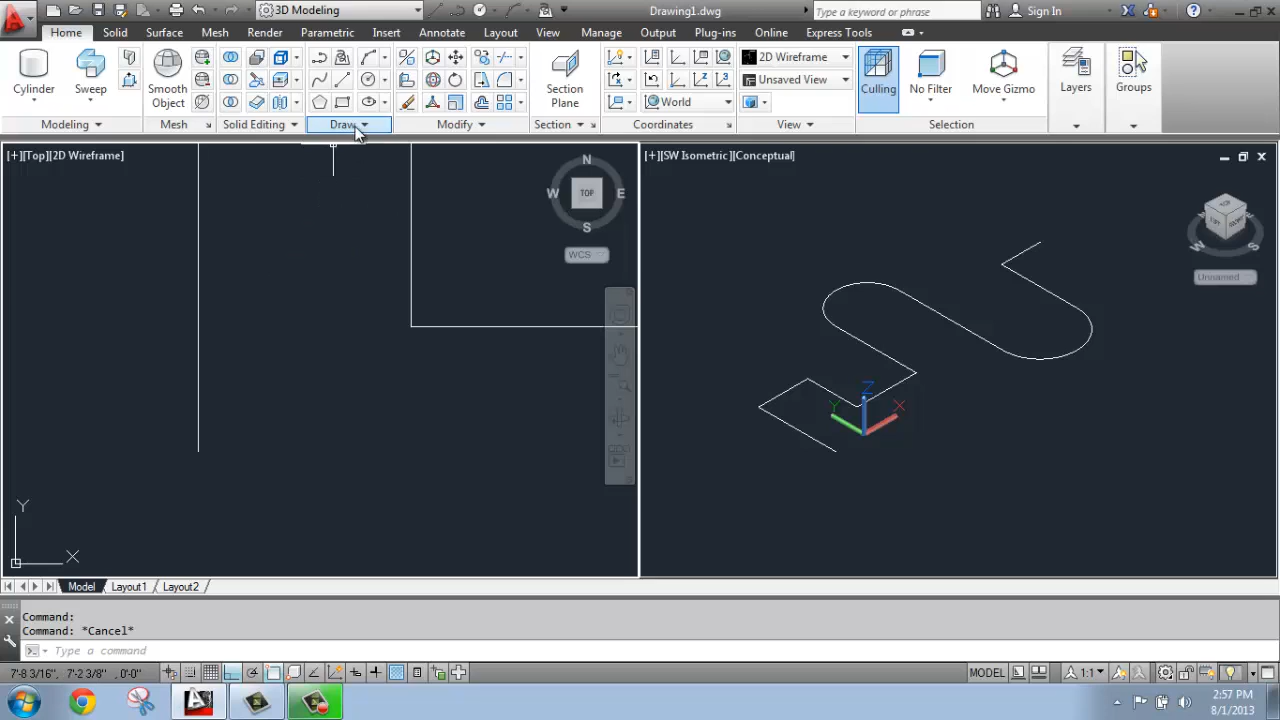 3D Modeling
Drawing1.dwg
Type a keyword or phrase
Sign In
Home Solid Surface Mesh Render Parametric Insert Annotate Layout View Manage Output Plug-ins Online Express Tools
2D Wireframe
Unsaved View
World
Cylinder
Sweep
Smooth
Object
Section
Plane
Culling
No Filter
Move Gizmo
Layers
Groups
Modeling
Mesh
Solid Editing
Draw
Modify
Section
Coordinates
View
Selection
[+][Top][2D Wireframe]
N
W
TOP
E
S
WCS
Y
X
[+][SW Isometric][Conceptual]
TOP
W
S
Unnamed
Z
Y
X
Model Layout1 Layout2
Command:
Command: *Cancel*
Type a command
7'-8 3/16", 7'-2 3/8" , 0'-0"
MODEL
1:1
2:57 PM
8/1/2013